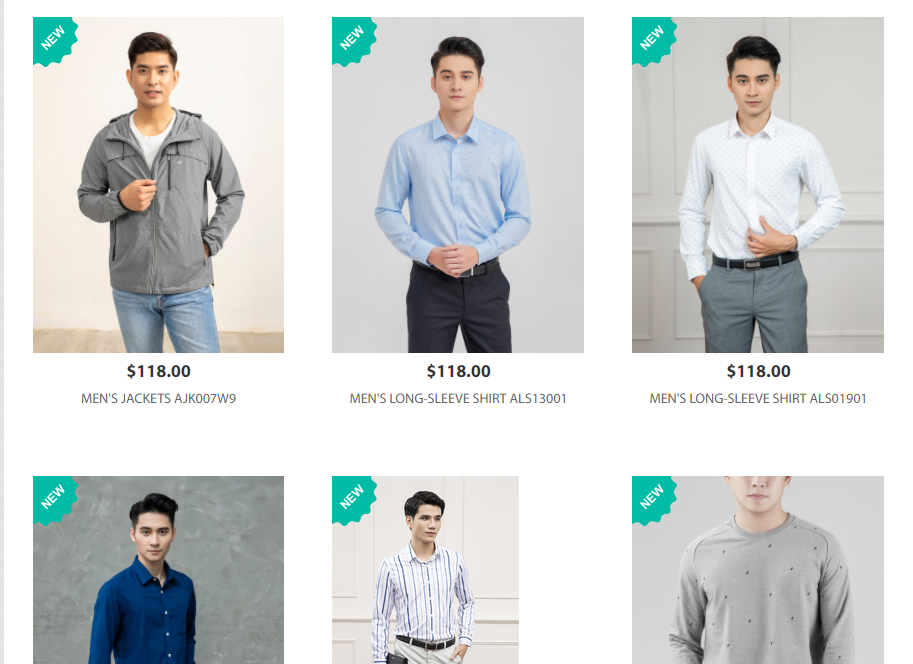 NEW
NEW
NEW
$118.00
$118.00
$118.00
MEN'S JACKETS AJK007W9
MEN'S LONG-SLEEVE SHIRT ALS13001
MEN'S LONG-SLEEVE SHIRT ALS01901
NEW
NEW
NEW